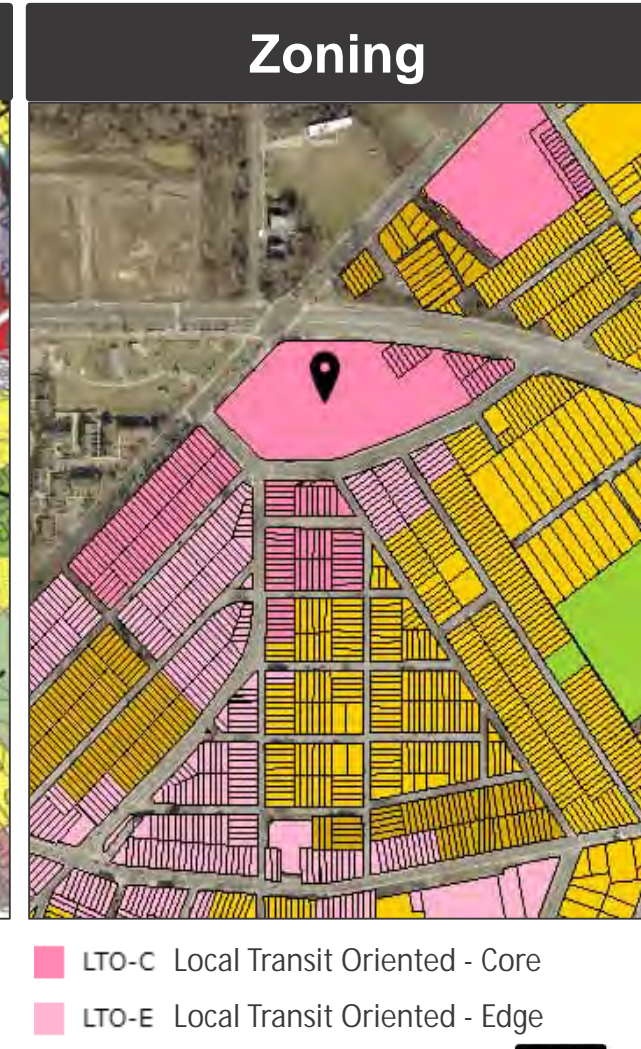 Zoning
LTO-C Local Transit Oriented - Core
LTO-E Local Transit Oriented - Edge